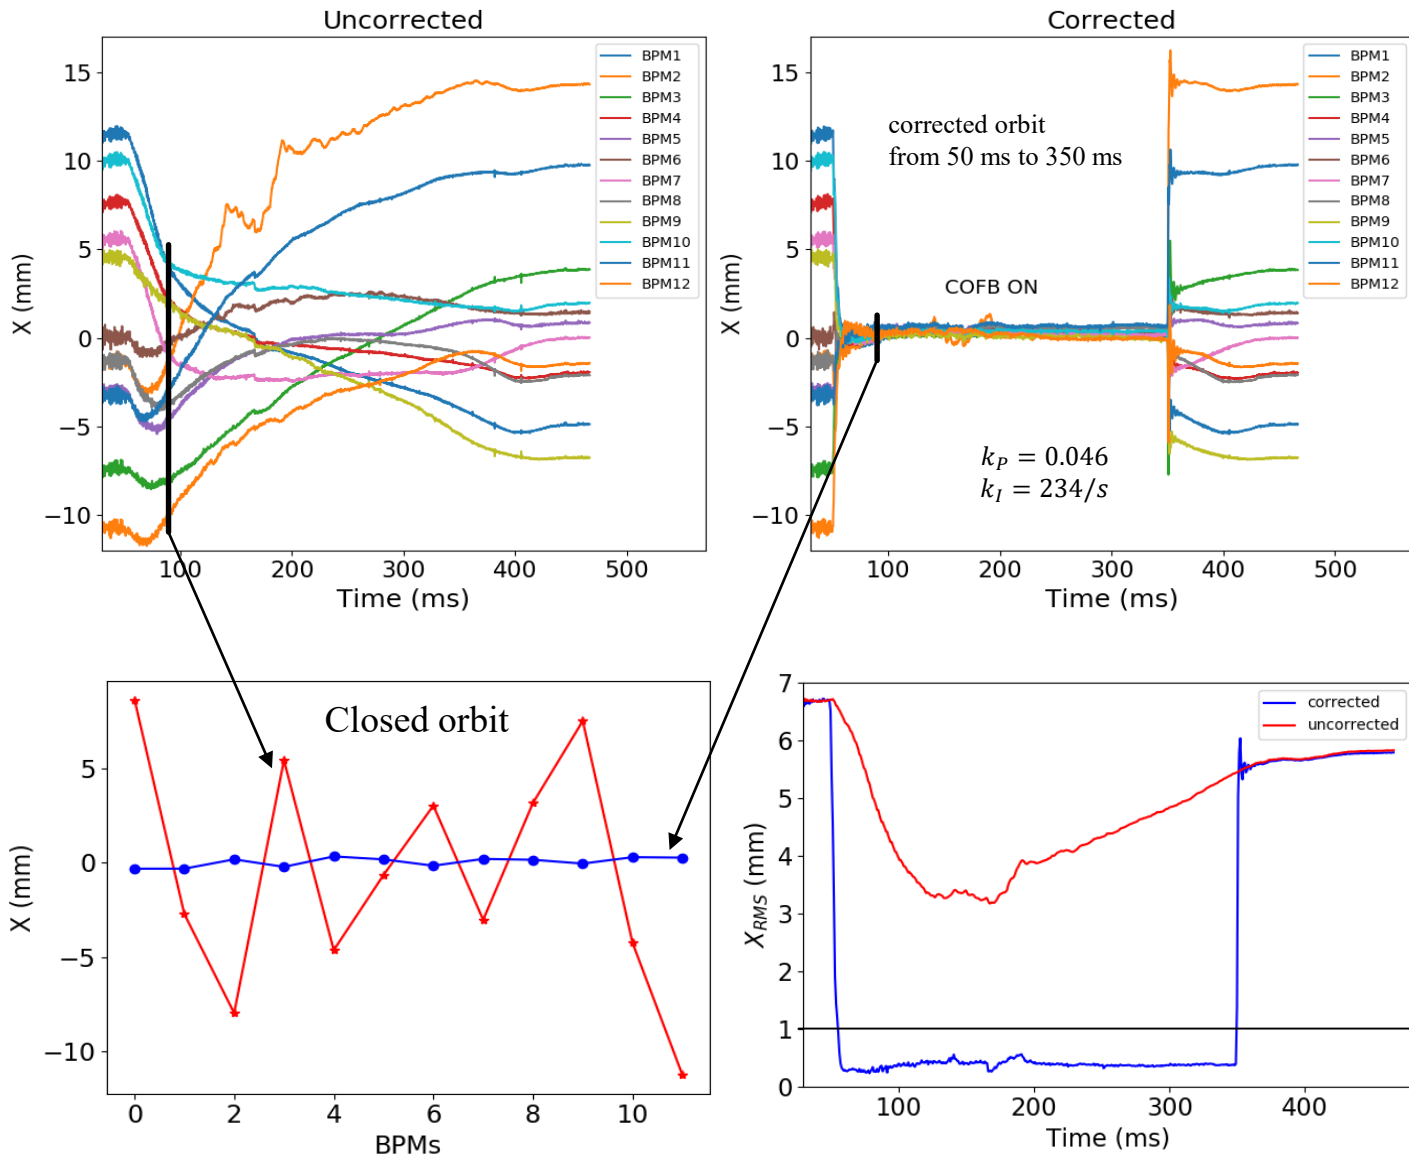 Uncorrected
15
10
5
0
−5
−10
X (mm)
100
200
300
400
500
Time (ms)
BPM1
BPM2
BPM3
BPM4
BPM5
BPM6
BPM7
BPM8
BPM9
BPM10
BPM11
BPM12
Corrected
15
10
5
0
−5
−10
X (mm)
100
200
300
400
500
Time (ms)
BPM1
BPM2
BPM3
BPM4
BPM5
BPM6
BPM7
BPM8
BPM9
BPM10
BPM11
BPM12
corrected orbit
from 50 ms to 350 ms
COFB ON
k_P = 0.046
k_I = 234/s
Closed orbit
5
0
−5
−10
X (mm)
0
2
4
6
8
10
BPMs
7
6
5
4
3
2
1
0
X_RMS (mm)
100
200
300
400
Time (ms)
corrected
uncorrected